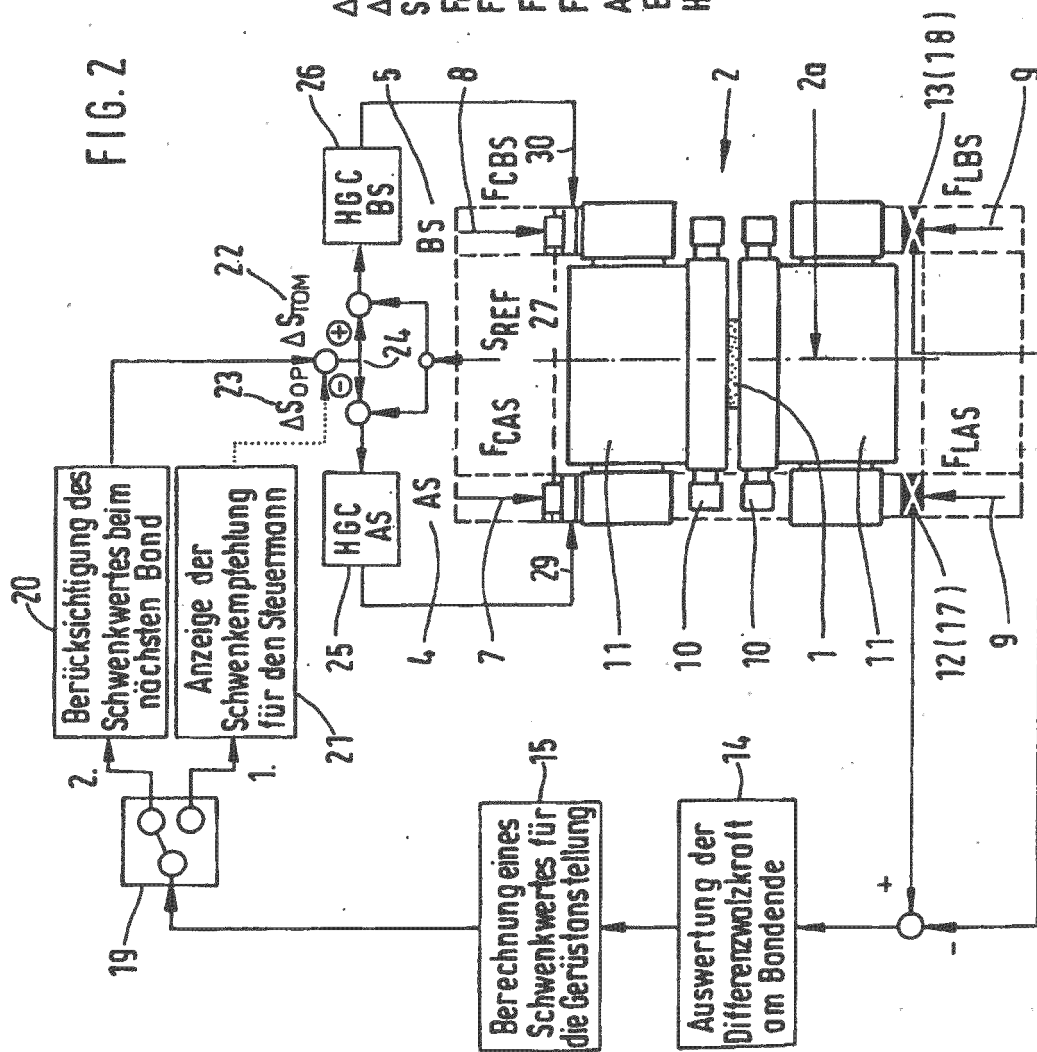 FIG. 2
20
Berücksichtigung des
Schwenkwertes beim
nächsten Band
Anzeige der
Schwenkempfehlung
für den Steuermann
21
2.
1.
19
15
Berechnung eines
Schwenkwertes für
die Gerüstanstellung
14
Auswertung der
Differenzwalzkraft
am Bandende
+
-
23
ΔSOP
22
ΔSTOM
⊖
⊕
24
25
HGC
AS
26
HGC
BS
4
AS
BS
5
7
8
FCAS
SREF
FCBS
27
29
30
11
10
10
1
11
2
2a
12(17)
13(18)
FLAS
FLBS
9
9
Δ
Δ
S
F
F
F
A
H